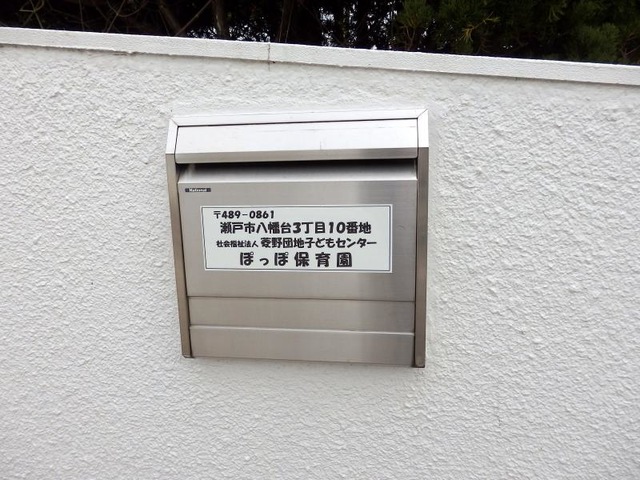 National
〒489-0861
瀬戸市八幡台3丁目10番地
社会福祉法人 菱野団地子どもセンター
ぽっぽ保育園